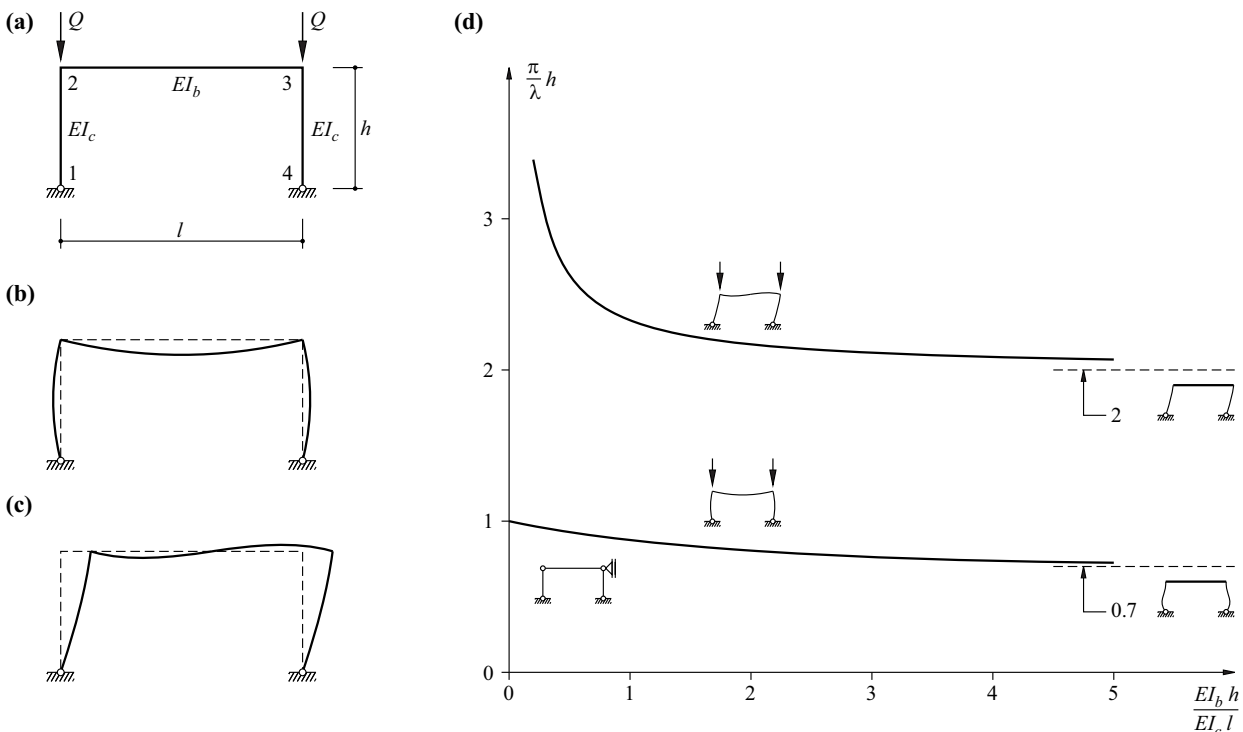 (a)
Q Q
2 EI_b 3
EI_c EI_c h
1 4
l
(b)
(c)
(d)
π/λ h
3
2
2
1
0.7
0
0 1 2 3 4 5
EI_b h
EI_c l